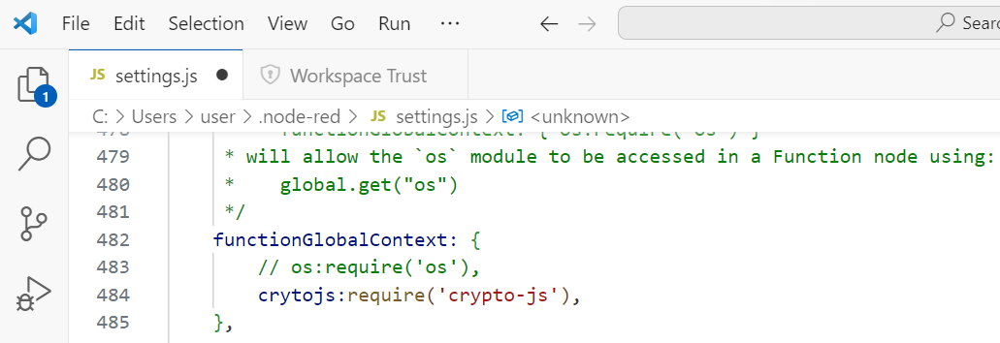 File Edit Selection View Go Run ··· ← → Searc
JS settings.js ● Workspace Trust
1
C: > Users > user > .node-red > JS settings.js > <unknown>
478 functionGlobalContext: { os:require('os') }
479 * will allow the `os` module to be accessed in a Function node using:
480 *    global.get("os")
481 */
482 functionGlobalContext: {
483 // os:require('os'),
484 crytojs:require('crypto-js'),
485 },